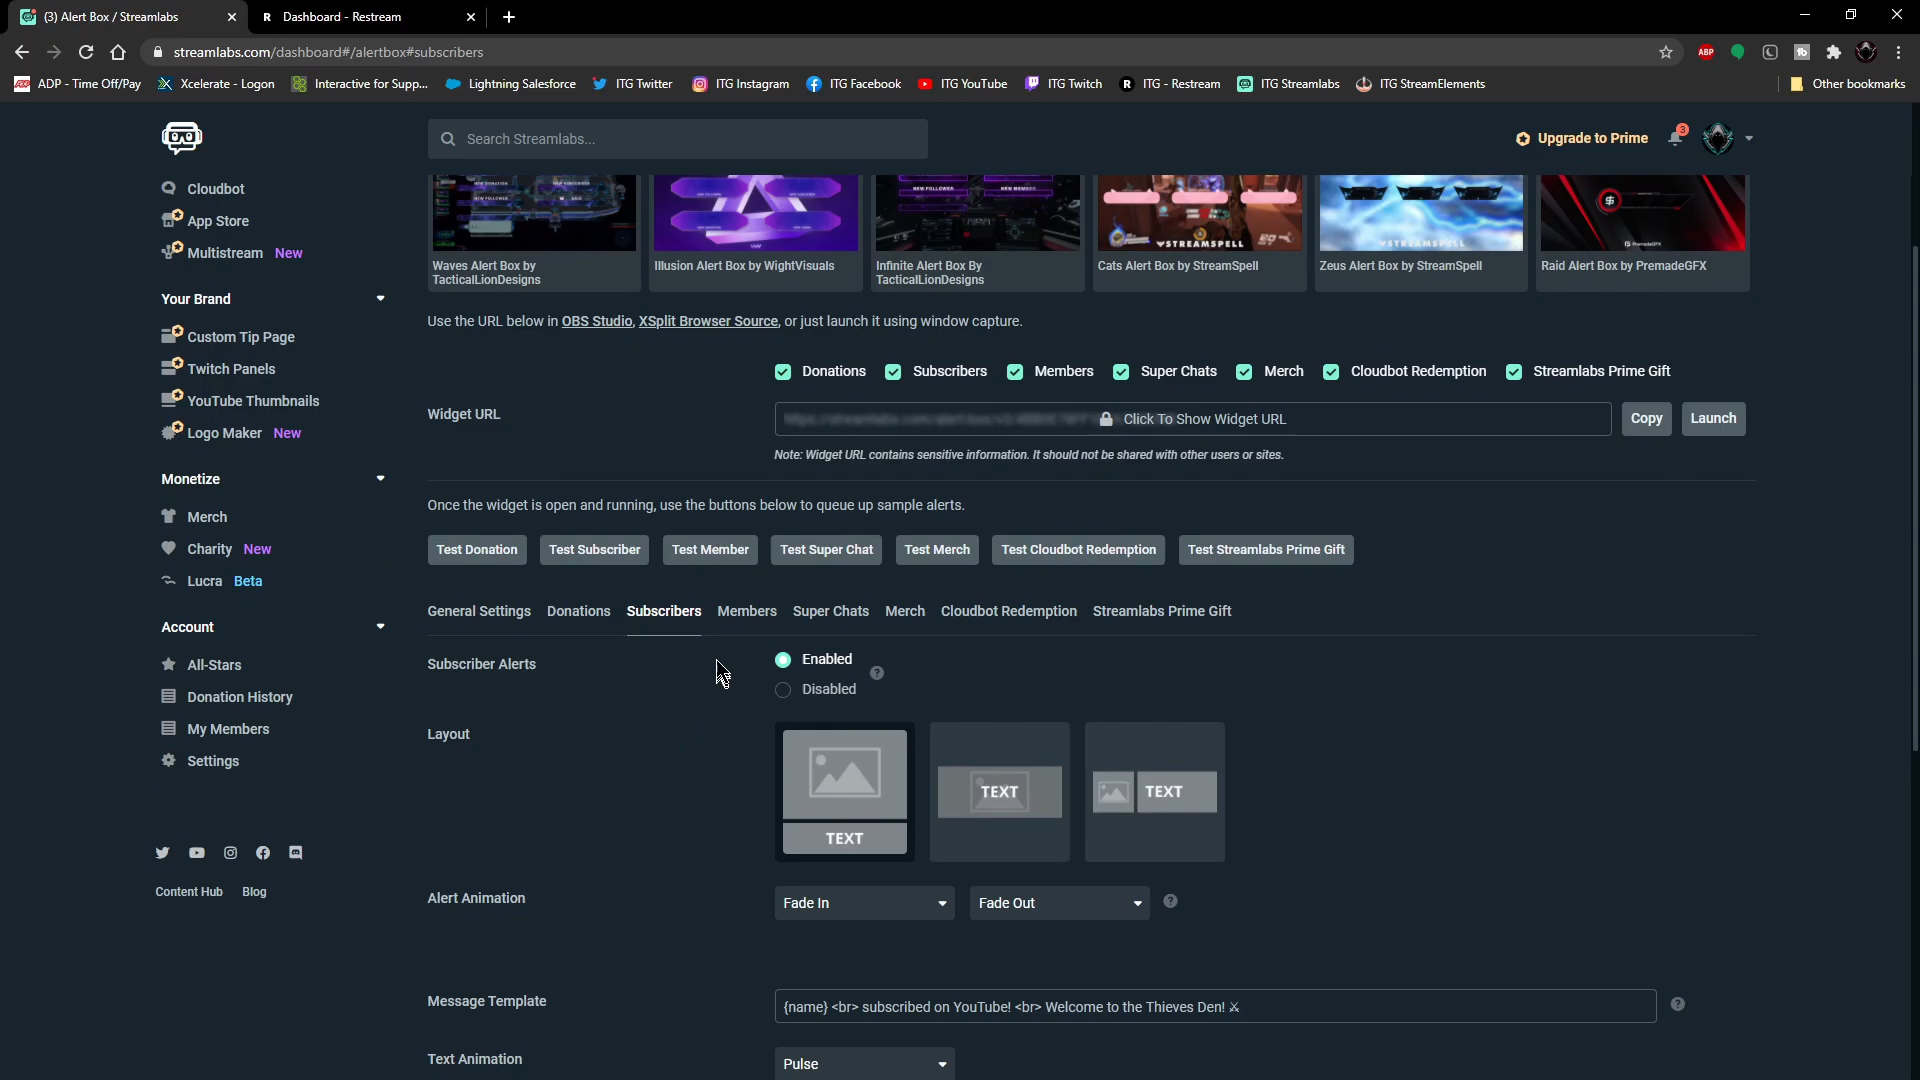 (3) Alert Box / Streamlabs
R Dashboard - Restream
streamlabs.com/dashboard#/alertbox#subscribers
ABP
ADP - Time Off/Pay
Xcelerate - Logon
Interactive for Supp...
Lightning Salesforce
ITG Twitter
ITG Instagram
ITG Facebook
ITG YouTube
ITG Twitch
R ITG - Restream
ITG Streamlabs
ITG StreamElements
Other bookmarks
Search Streamlabs...
Upgrade to Prime
3
Cloudbot
App Store
Multistream New
Your Brand
Custom Tip Page
Twitch Panels
YouTube Thumbnails
Logo Maker New
Monetize
Merch
Charity New
Lucra Beta
Account
All-Stars
Donation History
My Members
Settings
Content Hub Blog
NEW FOLLOWER
NEW FOLLOWER NEW MEMBER
STREAMSPELL
STREAMSPELL
PremadeGFX
Waves Alert Box by
TacticalLionDesigns
Illusion Alert Box by WightVisuals
Infinite Alert Box By
TacticalLionDesigns
Cats Alert Box by StreamSpell
Zeus Alert Box by StreamSpell
Raid Alert Box by PremadeGFX
Use the URL below in OBS Studio, XSplit Browser Source, or just launch it using window capture.
Donations Subscribers Members Super Chats Merch Cloudbot Redemption Streamlabs Prime Gift
Widget URL
Click To Show Widget URL
Copy
Launch
Note: Widget URL contains sensitive information. It should not be shared with other users or sites.
Once the widget is open and running, use the buttons below to queue up sample alerts.
Test Donation Test Subscriber Test Member Test Super Chat Test Merch Test Cloudbot Redemption Test Streamlabs Prime Gift
General Settings Donations Subscribers Members Super Chats Merch Cloudbot Redemption Streamlabs Prime Gift
Subscriber Alerts
Enabled
?
Disabled
Layout
TEXT
TEXT
TEXT
Alert Animation
Fade In
Fade Out
?
Message Template
{name} <br> subscribed on YouTube! <br> Welcome to the Thieves Den! ⚔
?
Text Animation
Pulse